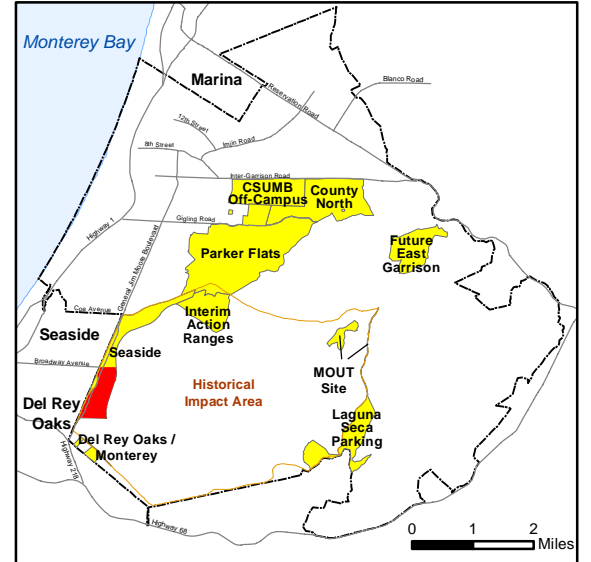 Monterey Bay
Marina
Blanco Road
Reservation Road
12th Street
Imjin Road
8th Street
Inter-Garrison Road
CSUMB
Off-Campus
County
North
Gigling Road
Highway 1
General Jim Moore Boulevard
Parker Flats
Future
East
Garrison
Coe Avenue
Interim
Action
Ranges
Seaside
Seaside
Broadway Avenue
MOUT
Site
Historical
Impact Area
Del Rey
Oaks
Laguna
Seca
Parking
Del Rey Oaks /
Monterey
Highway 218
Highway 68
0 1 2
Miles